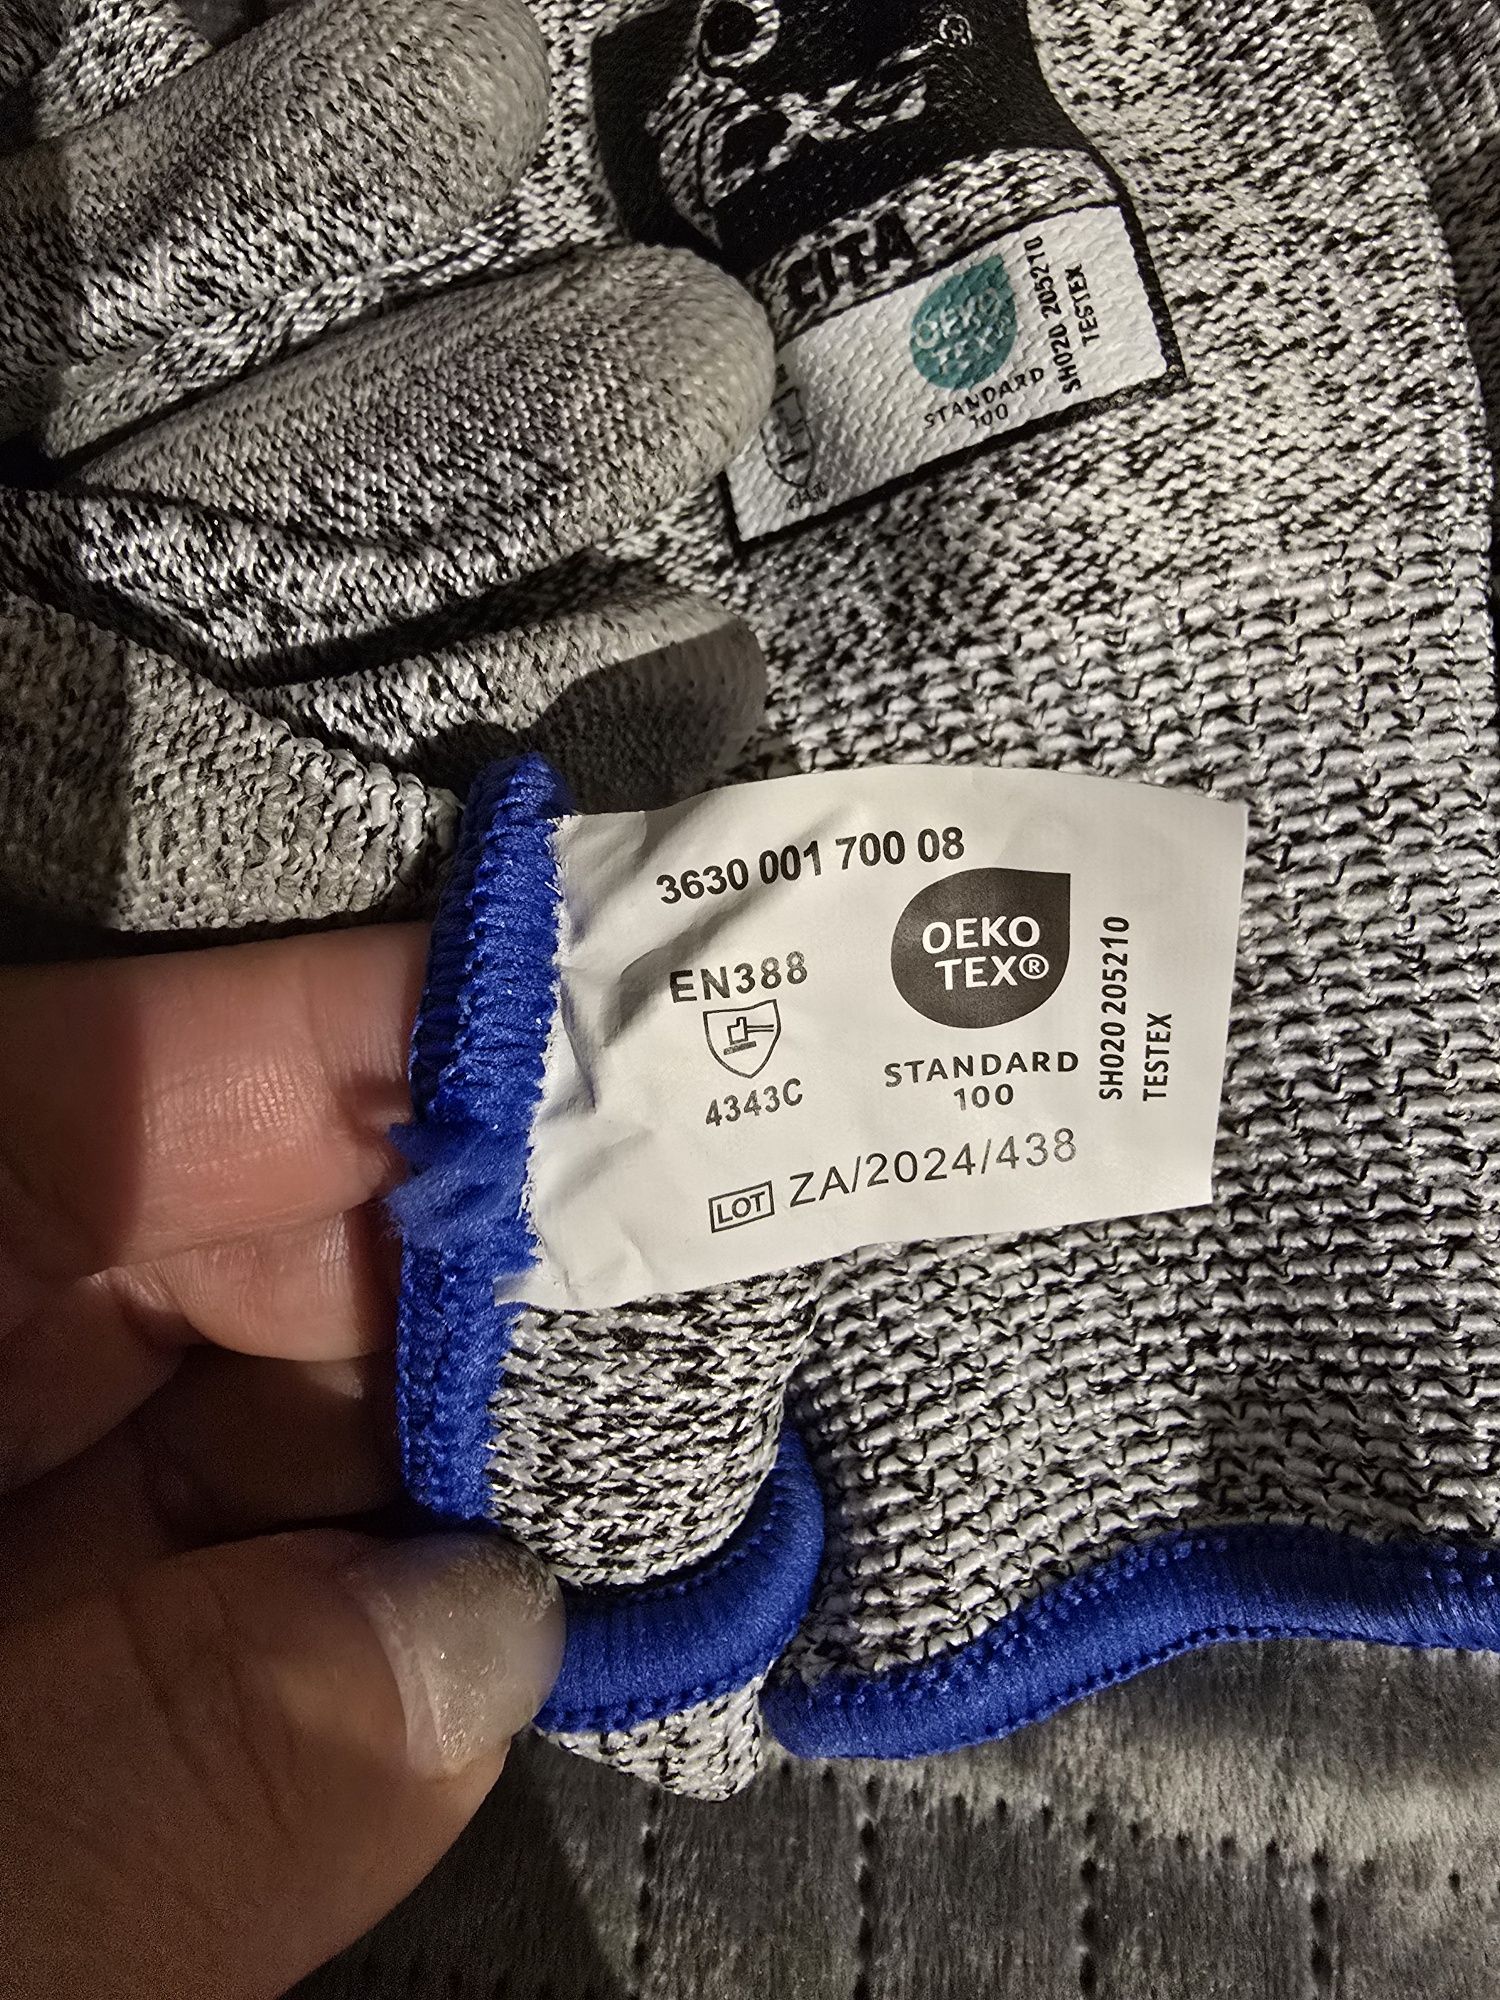 ®
CITA
OEKO
TEX®
STANDARD
100
SH020 205210
TESTEX
3630 001 700 08
EN388
4343C
OEKO
TEX®
STANDARD
100
SH020 205210
TESTEX
LOT ZA/2024/438